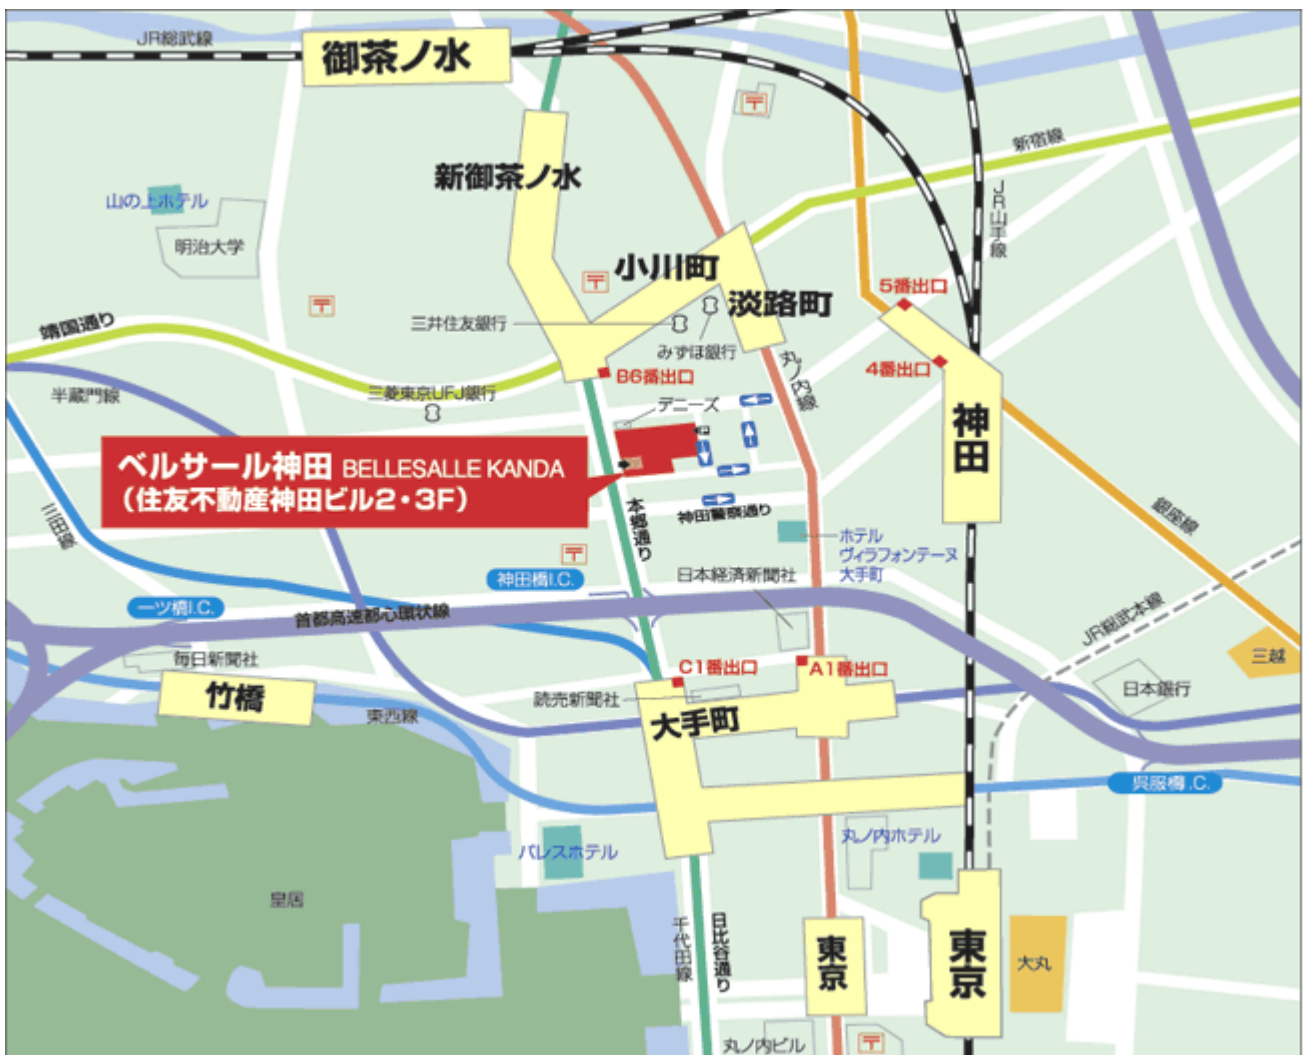 JR総武線
御茶ノ水
新宿線
新御茶ノ水
JR山手線
山の上ホテル
明治大学
小川町
淡路町
5番出口
靖国通り
三井住友銀行
みずほ銀行
丸ノ内線
4番出口
半蔵門線
三菱東京UFJ銀行
B6番出口
デニーズ
神田
ベルサール神田 BELLESALLE KANDA
(住友不動産神田ビル2・3F)
本郷通り
神田警察通り
銀座線
ホテル
ヴィラフォンテーヌ
大手町
神田橋I.C.
日本経済新聞社
一ツ橋I.C.
首都高速都心環状線
JR総武本線
三越
毎日新聞社
C1番出口
A1番出口
竹橋
東西線
読売新聞社
大手町
日本銀行
呉服橋I.C.
パレスホテル
丸ノ内ホテル
皇居
千代田線
日比谷通り
東京
東京
大丸
丸ノ内ビル